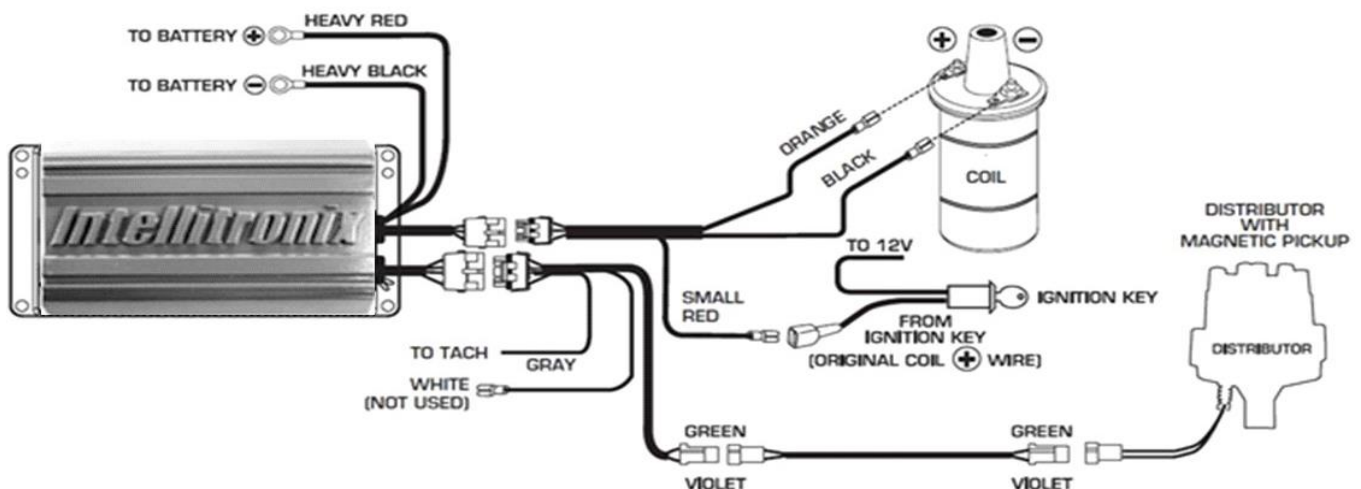 TO BATTERY ⊕
HEAVY RED
TO BATTERY ⊖
HEAVY BLACK
Intellitronix
ORANGE
BLACK
⊕ ⊖
COIL
TO 12V
SMALL
RED
IGNITION KEY
FROM
IGNITION KEY
(ORIGINAL COIL ⊕ WIRE)
TO TACH
GRAY
WHITE
(NOT USED)
GREEN
VIOLET
GREEN
VIOLET
DISTRIBUTOR
WITH
MAGNETIC PICKUP
DISTRIBUTOR